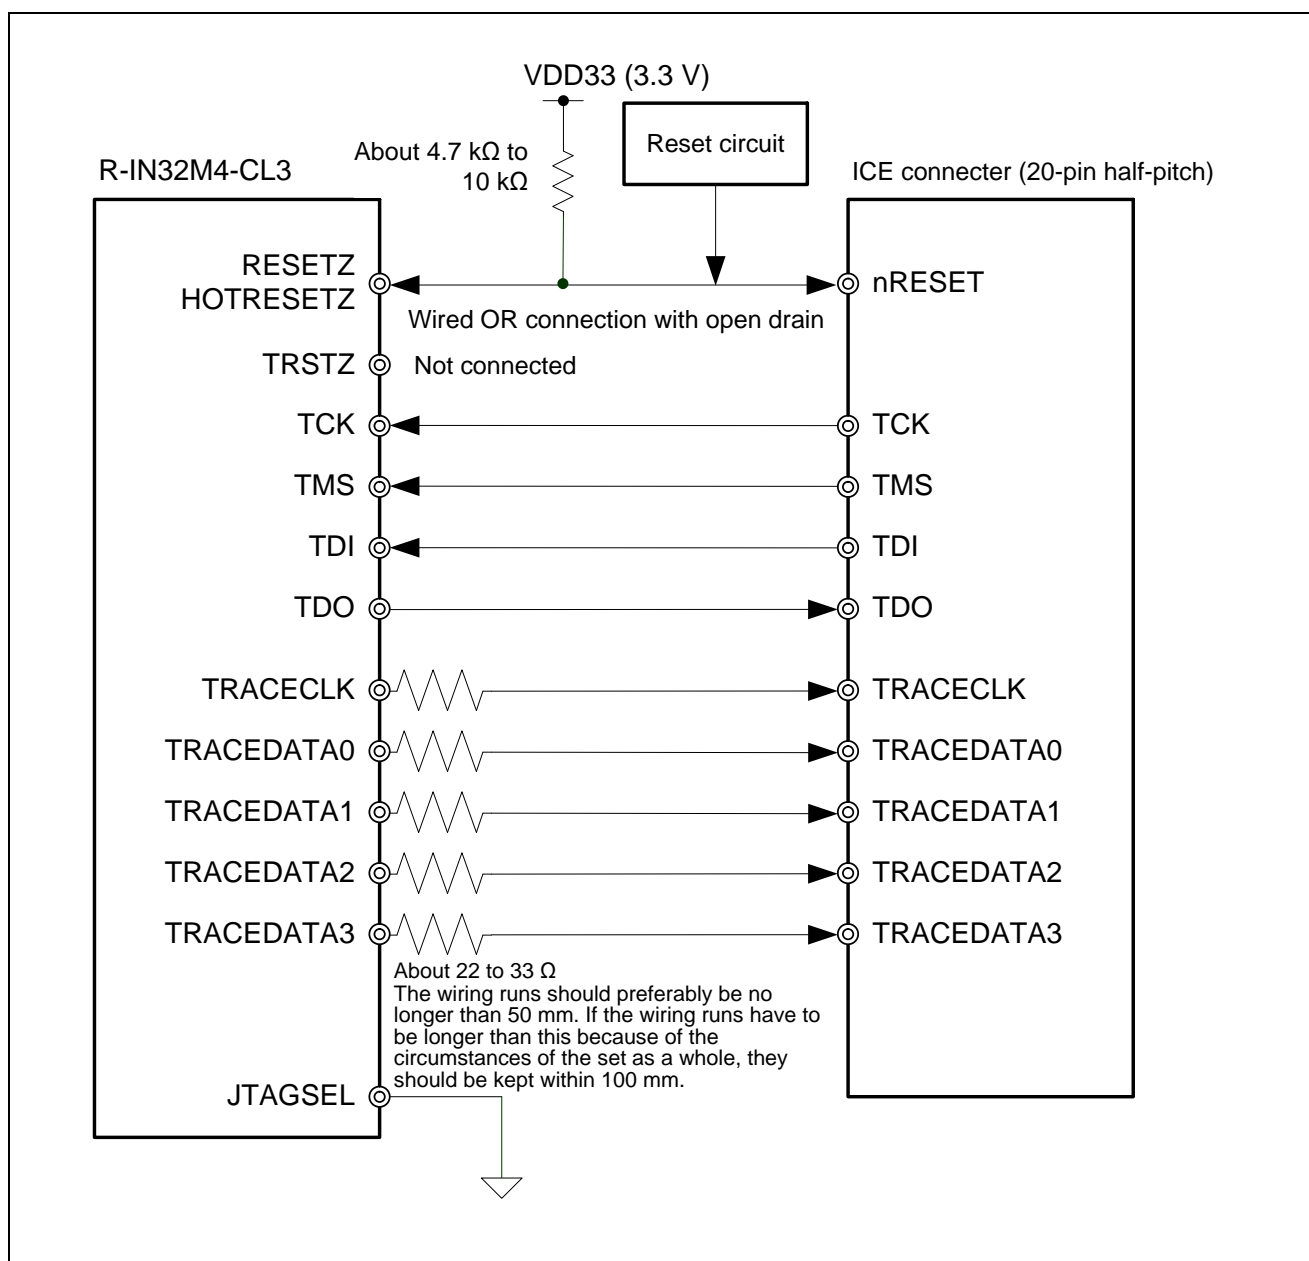 VDD33 (3.3 V)
Reset circuit
About 4.7 kΩ to
10 kΩ
R-IN32M4-CL3
ICE connecter (20-pin half-pitch)
RESETZ
HOTRESETZ
nRESET
Wired OR connection with open drain
TRSTZ
Not connected
TCK
TCK
TMS
TMS
TDI
TDI
TDO
TDO
TRACECLK
TRACECLK
TRACEDATA0
TRACEDATA0
TRACEDATA1
TRACEDATA1
TRACEDATA2
TRACEDATA2
TRACEDATA3
TRACEDATA3
About 22 to 33 Ω
The wiring runs should preferably be no
longer than 50 mm. If the wiring runs have to
be longer than this because of the
circumstances of the set as a whole, they
should be kept within 100 mm.
JTAGSEL